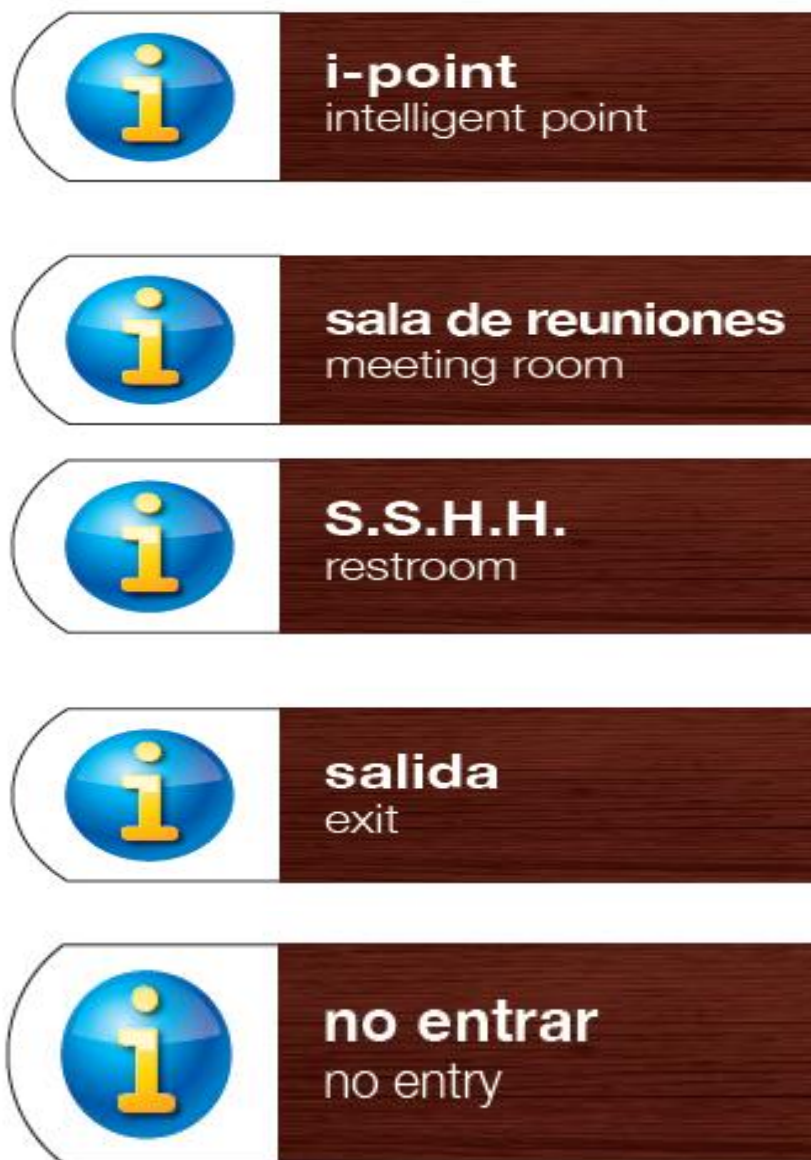 i-point
intelligent point
sala de reuniones
meeting room
S.S.H.H.
restroom
salida
exit
no entrar
no entry